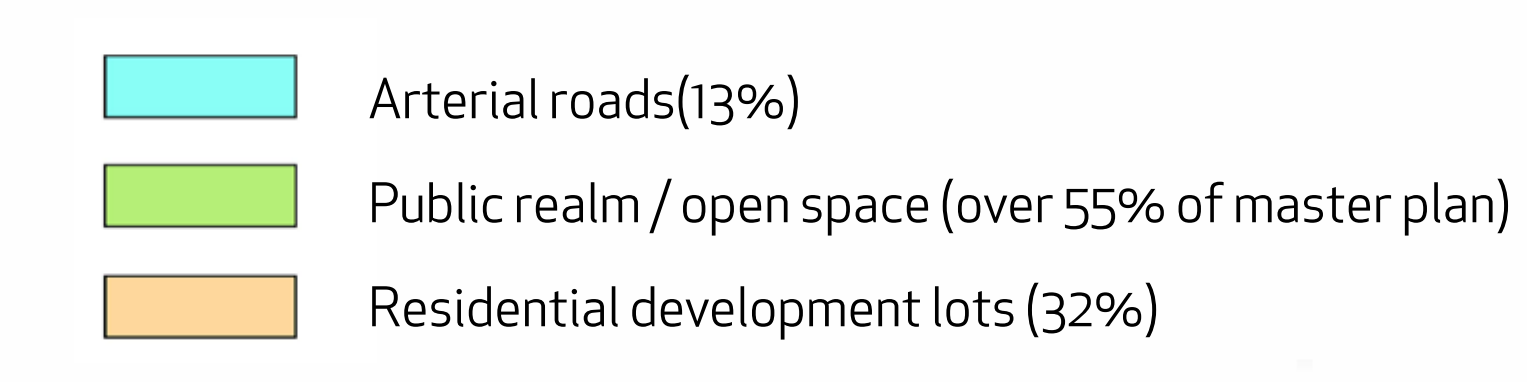 Arterial roads(13%)
Public realm / open space (over 55% of master plan)
Residential development lots (32%)